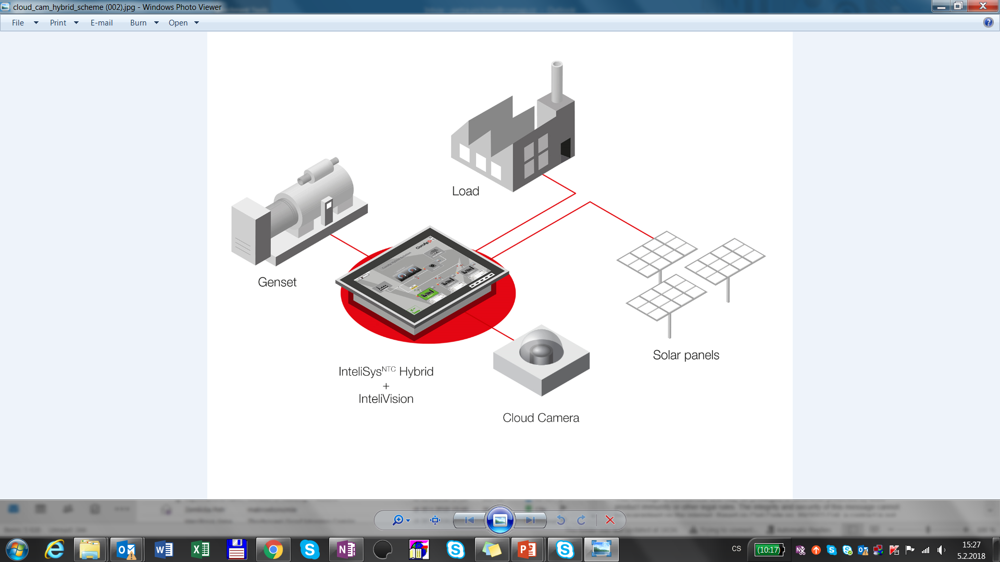 cloud_cam_hybrid_scheme (002).jpg - Windows Photo Viewer
File Print E-mail Burn Open
Load
Genset
ComAp
Solar panels
InteliSysNTC Hybrid
+
InteliVision
Cloud Camera
CS
(10:17)
15:27
5.2.2018